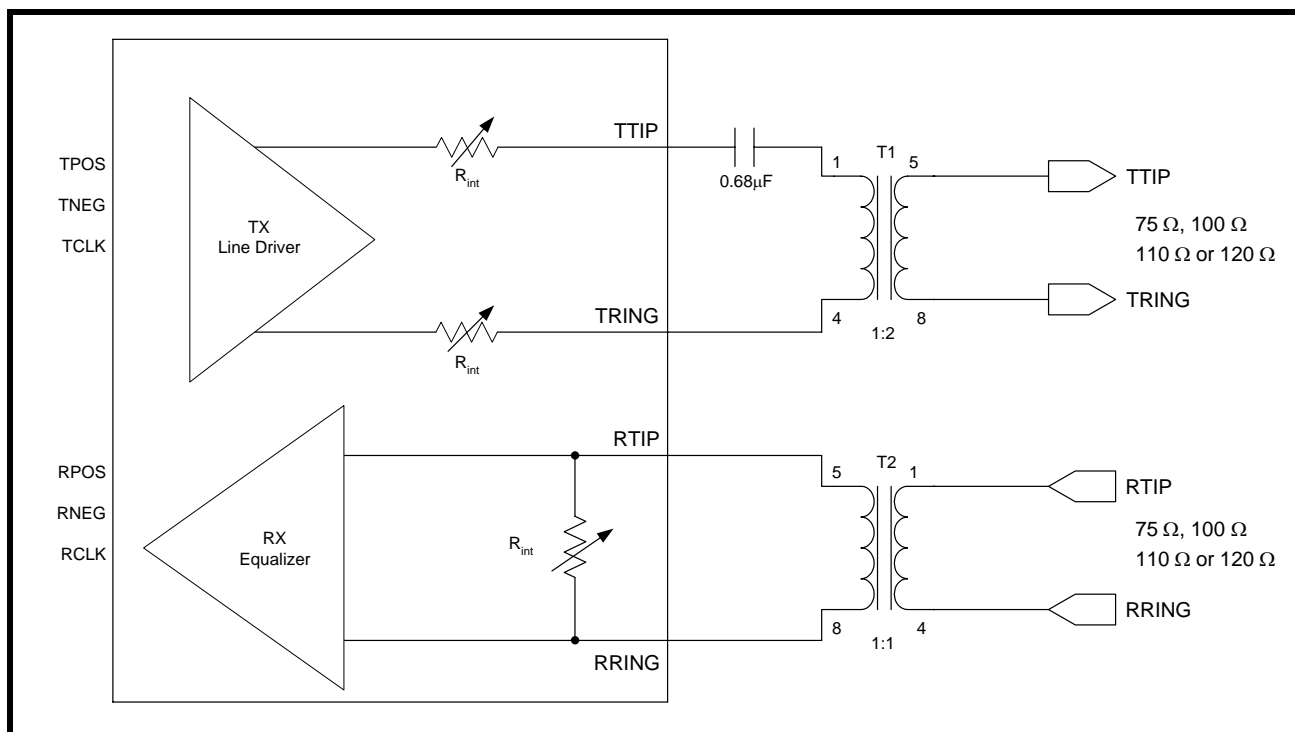 TPOS
TNEG
TCLK
TX
Line Driver
R_int
R_int
TTIP
TRING
0.68µF
1
T1
5
4
1:2
8
TTIP
75 Ω, 100 Ω
110 Ω or 120 Ω
TRING
RPOS
RNEG
RCLK
RX
Equalizer
R_int
RTIP
RRING
5
T2
1
8
1:1
4
RTIP
75 Ω, 100 Ω
110 Ω or 120 Ω
RRING